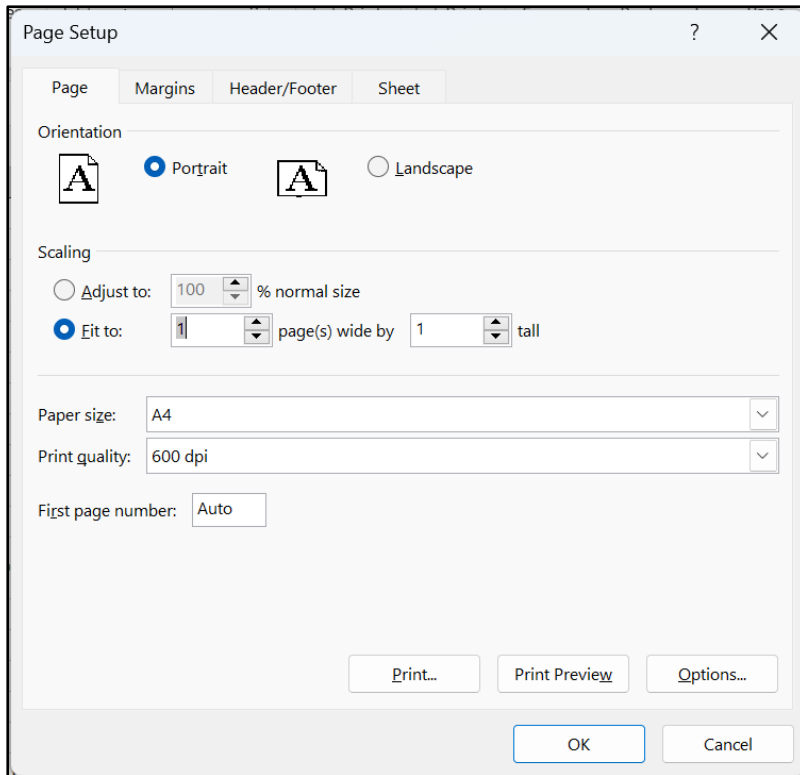 Page Setup ? ✕
Page Margins Header/Footer Sheet
Orientation
A Portrait A Landscape
Scaling
Adjust to: 100 % normal size
Fit to: 1 page(s) wide by 1 tall
Paper size: A4
Print quality: 600 dpi
First page number: Auto
Print... Print Preview Options...
OK Cancel